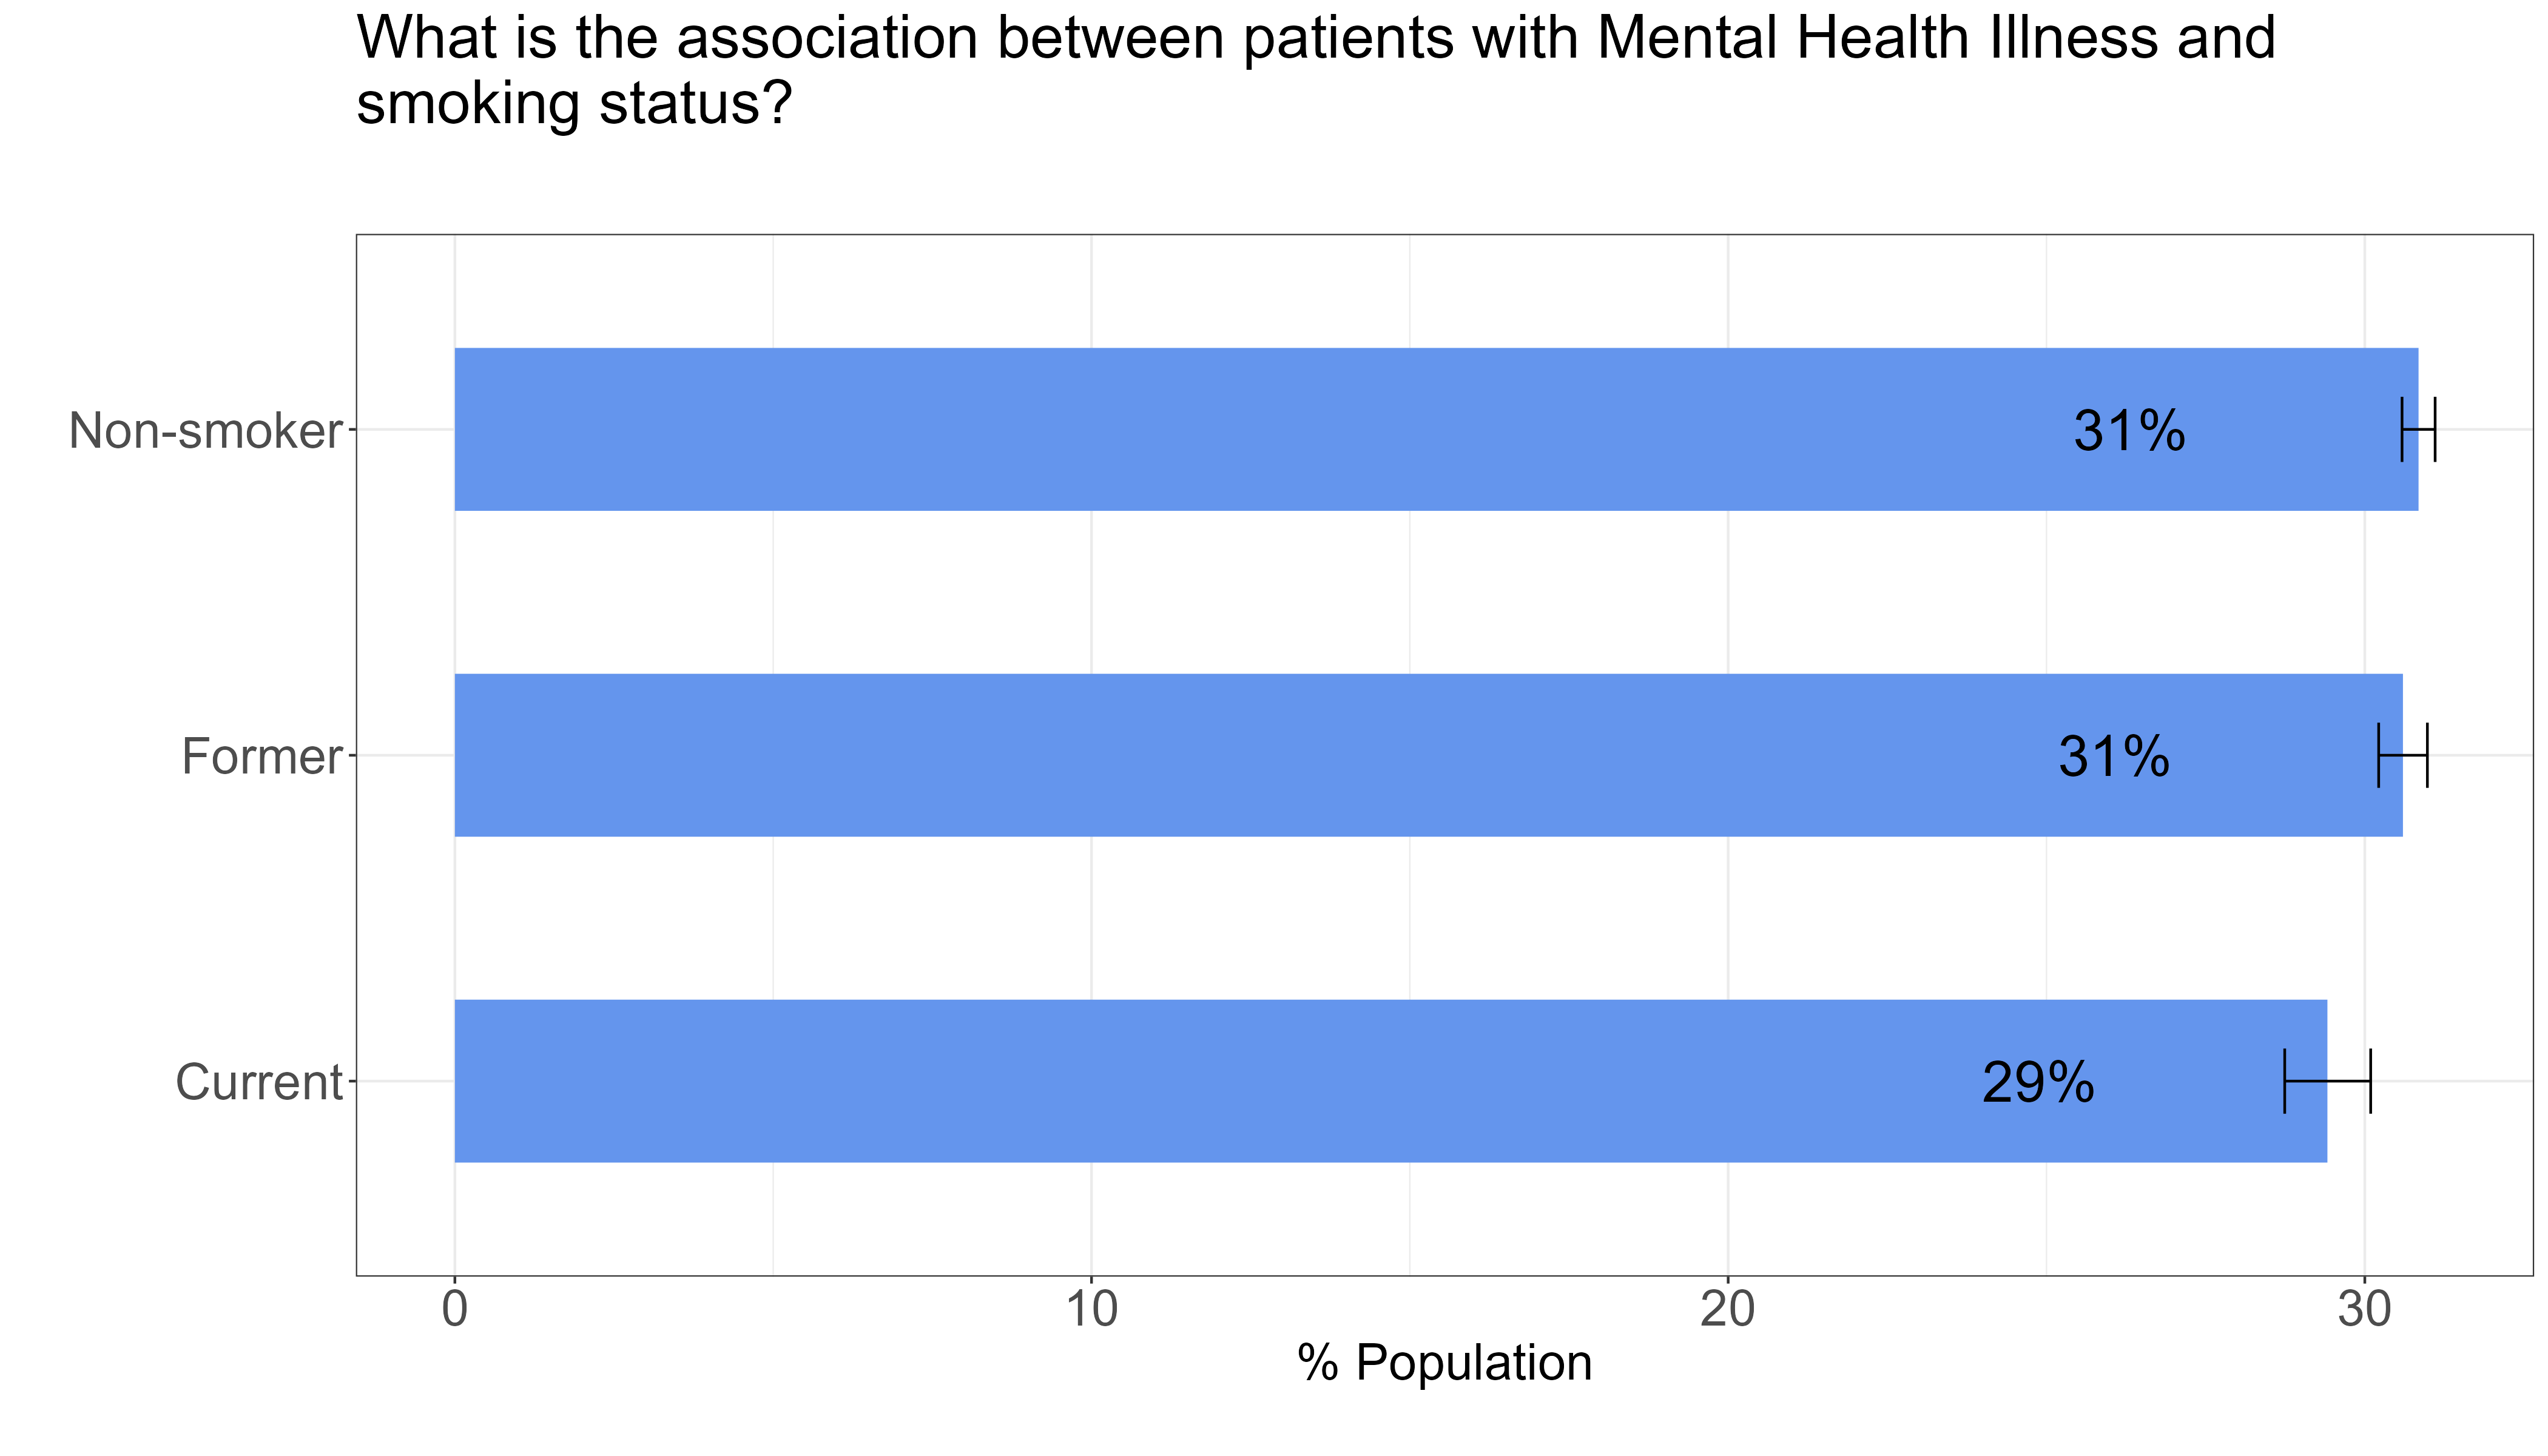 What is the association between patients with Mental Health Illness and
smoking status?
Non-smoker
31%
Former
31%
Current
29%
0 10 20 30
% Population